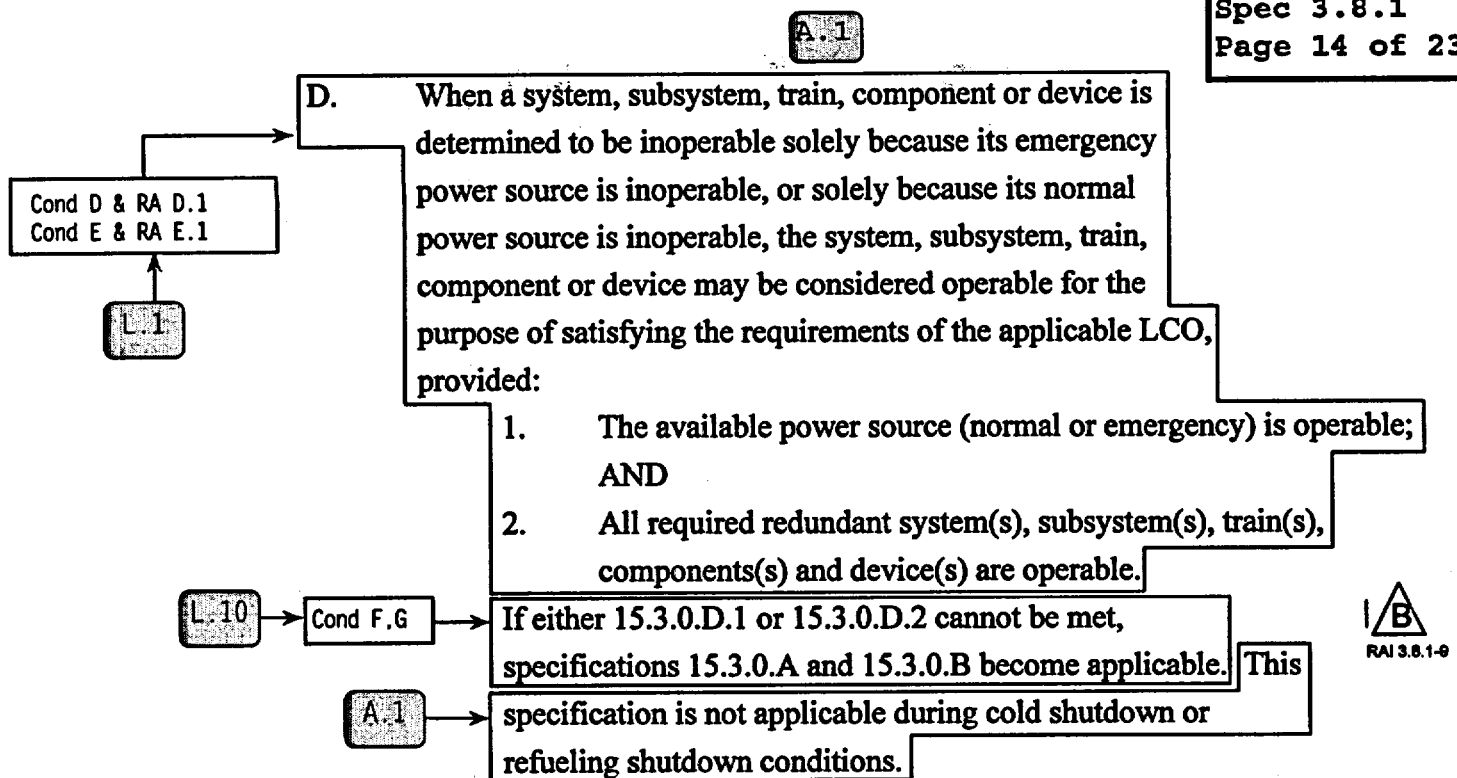 Spec 3.8.1
Page 14 of 23
A.1
D. When a system, subsystem, train, component or device is
determined to be inoperable solely because its emergency
power source is inoperable, or solely because its normal
power source is inoperable, the system, subsystem, train,
component or device may be considered operable for the
purpose of satisfying the requirements of the applicable LCO,
provided:
Cond D & RA D.1
Cond E & RA E.1
L.1
1. The available power source (normal or emergency) is operable;
AND
2. All required redundant system(s), subsystem(s), train(s),
components(s) and device(s) are operable.
L.10
Cond F.G
If either 15.3.0.D.1 or 15.3.0.D.2 cannot be met,
specifications 15.3.0.A and 15.3.0.B become applicable. This
B
RAI 3.8.1-9
A.1
specification is not applicable during cold shutdown or
refueling shutdown conditions.